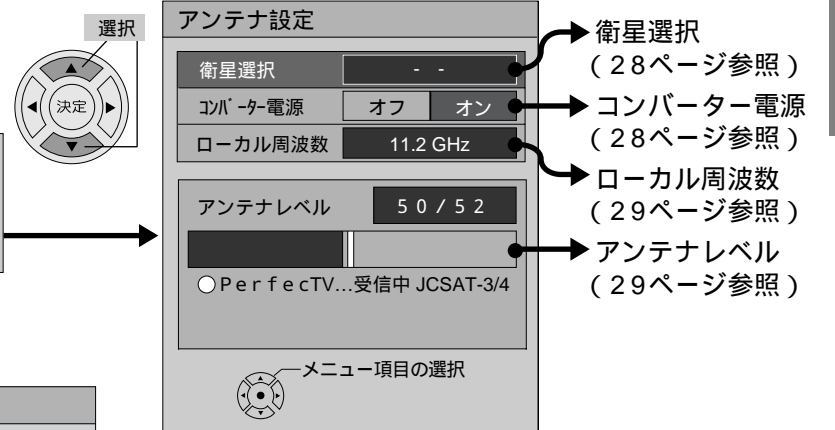 選択
決定
アンテナ設定
衛星選択 - -
コンバーター電源 オフ オン
ローカル周波数 11.2 GHz
アンテナレベル 50/52
PerfecTV…受信中 JCSAT-3/4
メニュー項目の選択
衛星選択
(28ページ参照)
コンバーター電源
(28ページ参照)
ローカル周波数
(29ページ参照)
アンテナレベル
(29ページ参照)